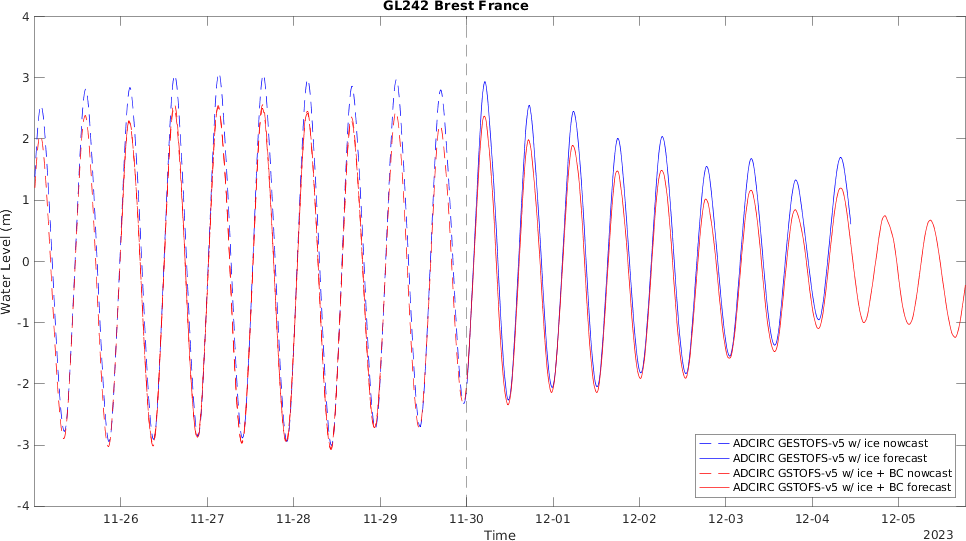 GL242 Brest France
4
3
2
1
0
-1
-2
-3
-4
Water Level (m)
ADCIRC GESTOFS-v5 w/ ice nowcast
ADCIRC GESTOFS-v5 w/ ice forecast
ADCIRC GSTOFS-v5 w/ ice + BC nowcast
ADCIRC GSTOFS-v5 w/ ice + BC forecast
11-26 11-27 11-28 11-29 11-30 12-01 12-02 12-03 12-04 12-05
Time
2023